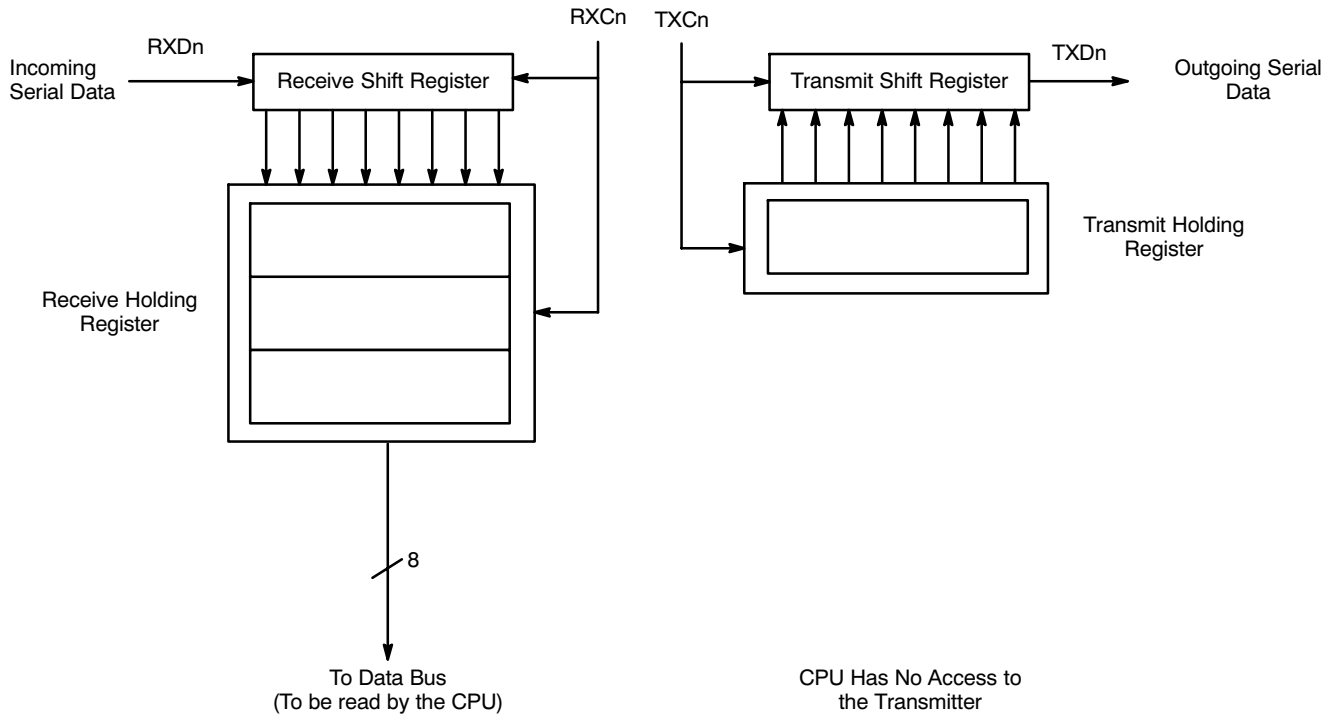 RXCn
TXCn
RXDn
Incoming
Serial Data
Receive Shift Register
Transmit Shift Register
TXDn
Outgoing Serial
Data
Receive Holding
Register
Transmit Holding
Register
8
To Data Bus
(To be read by the CPU)
CPU Has No Access to
the Transmitter